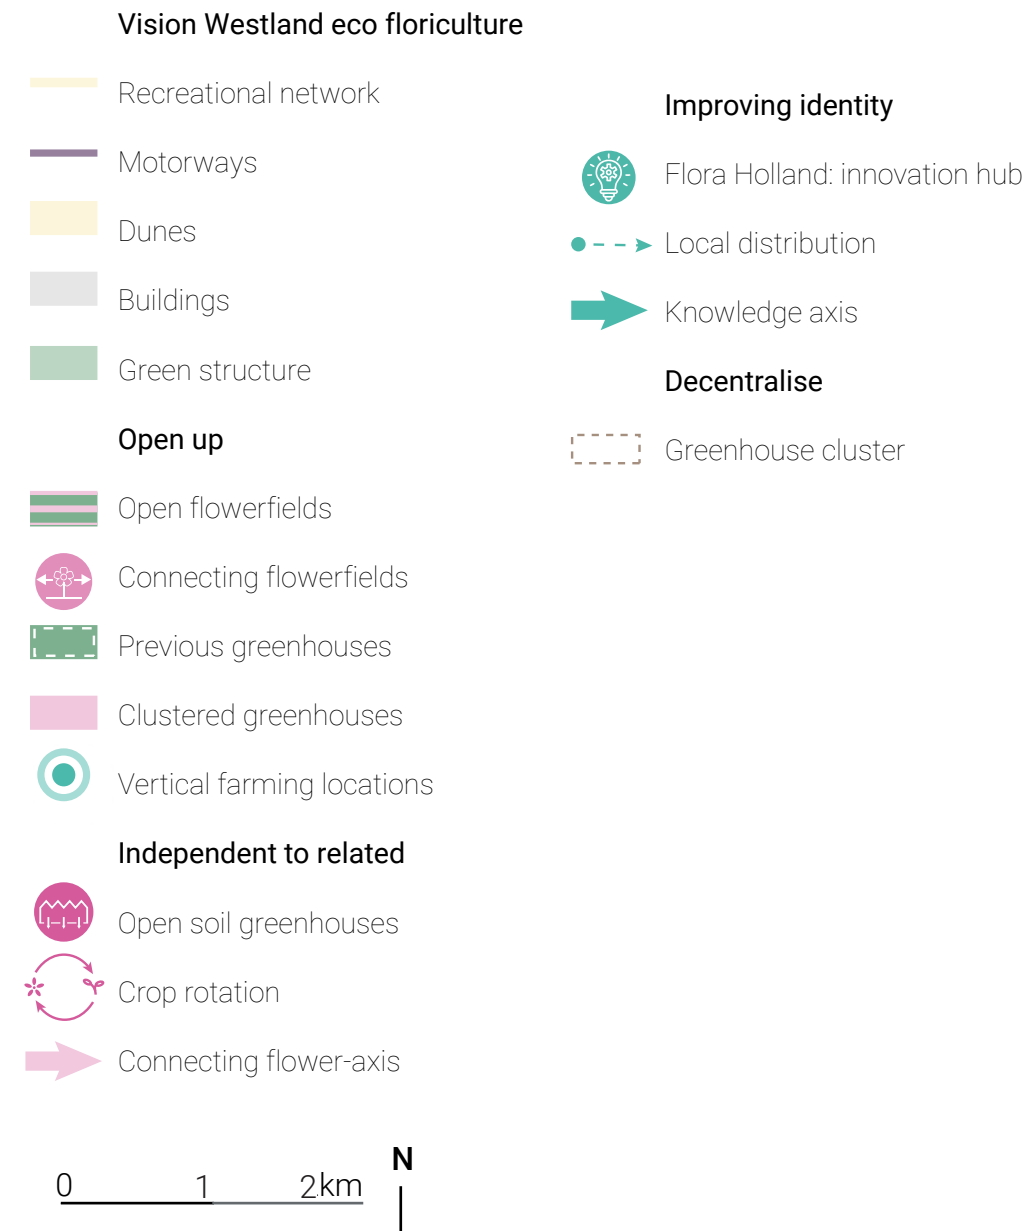 Vision Westland eco floriculture
Recreational network
Motorways
Dunes
Buildings
Green structure
Open up
Open flowerfields
Connecting flowerfields
Previous greenhouses
Clustered greenhouses
Vertical farming locations
Independent to related
Open soil greenhouses
Crop rotation
Connecting flower-axis
Improving identity
Flora Holland: innovation hub
Local distribution
Knowledge axis
Decentralise
Greenhouse cluster
N
0 1 2 km